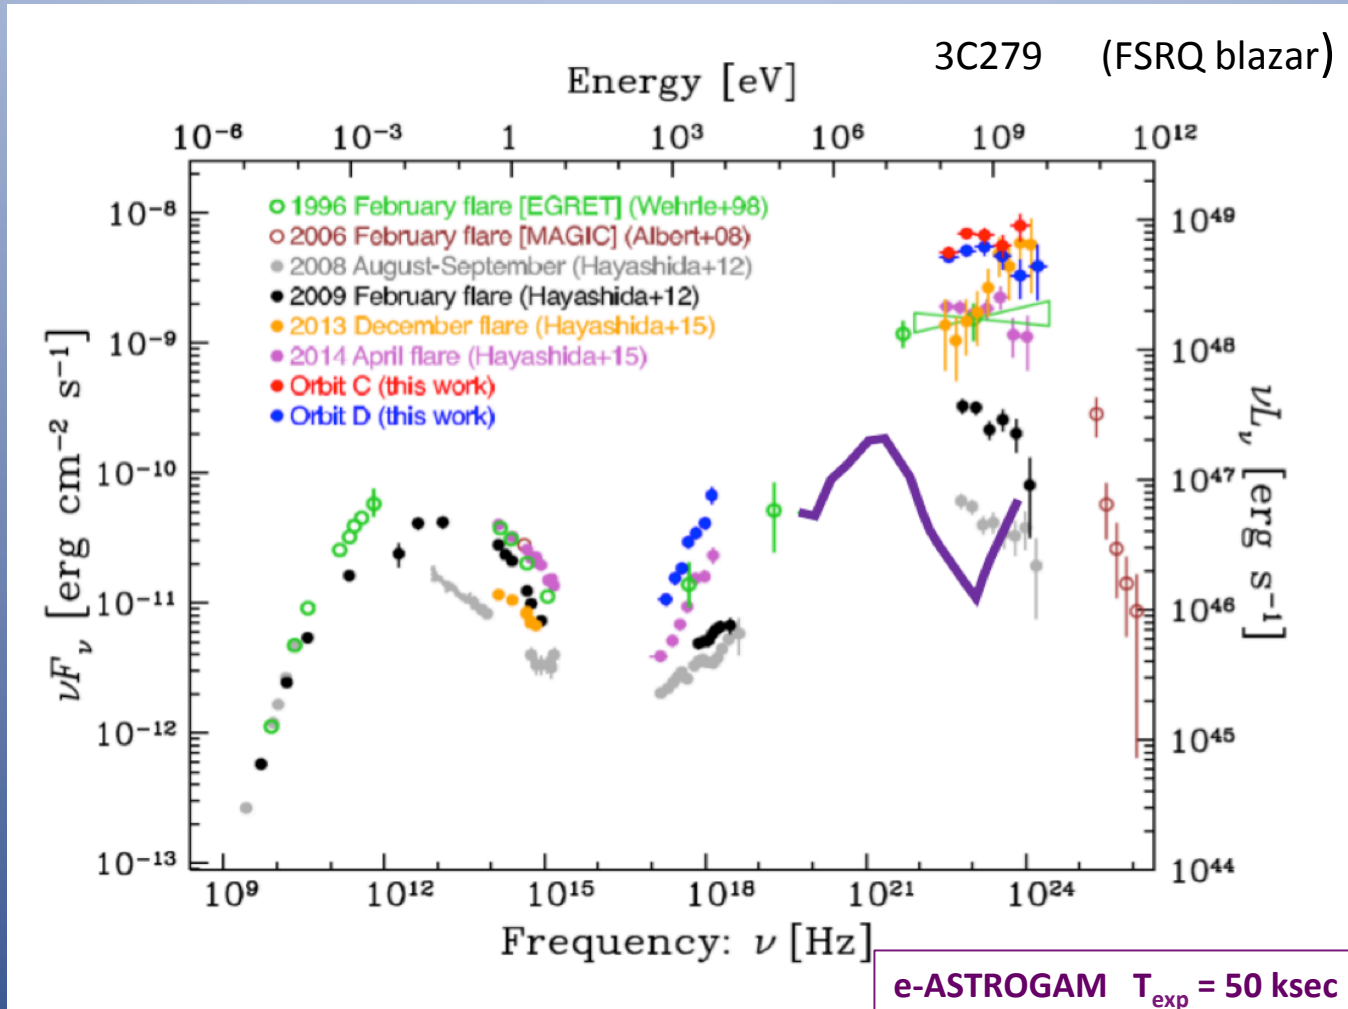 3C279 (FSRQ blazar)
Energy [eV]
10⁻⁶ 10⁻³ 1 10³ 10⁶ 10⁹ 10¹²
1996 February flare [EGRET] (Wehrle+98)
2006 February flare [MAGIC] (Albert+08)
2008 August-September (Hayashida+12)
2009 February flare (Hayashida+12)
2013 December flare (Hayashida+15)
2014 April flare (Hayashida+15)
Orbit C (this work)
Orbit D (this work)
νFν [erg cm⁻² s⁻¹]
10⁻⁸
10⁻⁹
10⁻¹⁰
10⁻¹¹
10⁻¹²
10⁻¹³
10⁴⁹
10⁴⁸
10⁴⁷
10⁴⁶
10⁴⁵
10⁴⁴
νLν [erg s⁻¹]
10⁹ 10¹² 10¹⁵ 10¹⁸ 10²¹ 10²⁴
Frequency: ν [Hz]
e-ASTROGAM Texp = 50 ksec